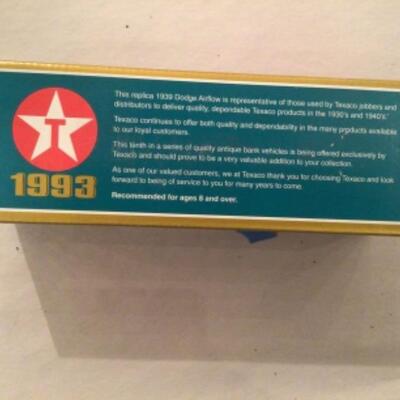 This replica 1939 Dodge Airflow is representative of those used by Texaco jobbers and
distributors to deliver quality, dependable Texaco products in the 1930's and 1940's.
Texaco continues to offer both quality and dependability in the many products available
to our loyal customers.
This tenth in a series of quality antique bank vehicles is being offered exclusively by
Texaco and should prove to be a very valuable addition to your collection.
As one of our valued customers, we at Texaco thank you for choosing Texaco and look
forward to being of service to you for many years to come.
Recommended for ages 8 and over.
T
1993